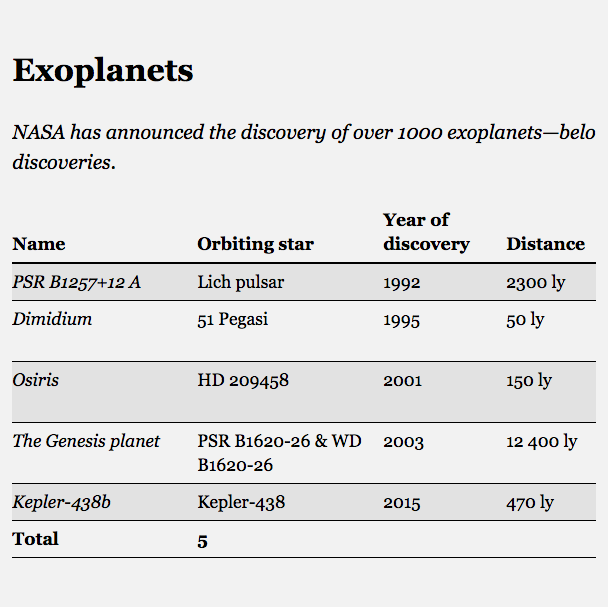 Exoplanets
NASA has announced the discovery of over 1000 exoplanets—belo
discoveries.
Name Orbiting star Year of discovery Distance
PSR B1257+12 A Lich pulsar 1992 2300 ly
Dimidium 51 Pegasi 1995 50 ly
Osiris HD 209458 2001 150 ly
The Genesis planet PSR B1620-26 & WD B1620-26 2003 12 400 ly
Kepler-438b Kepler-438 2015 470 ly
Total 5